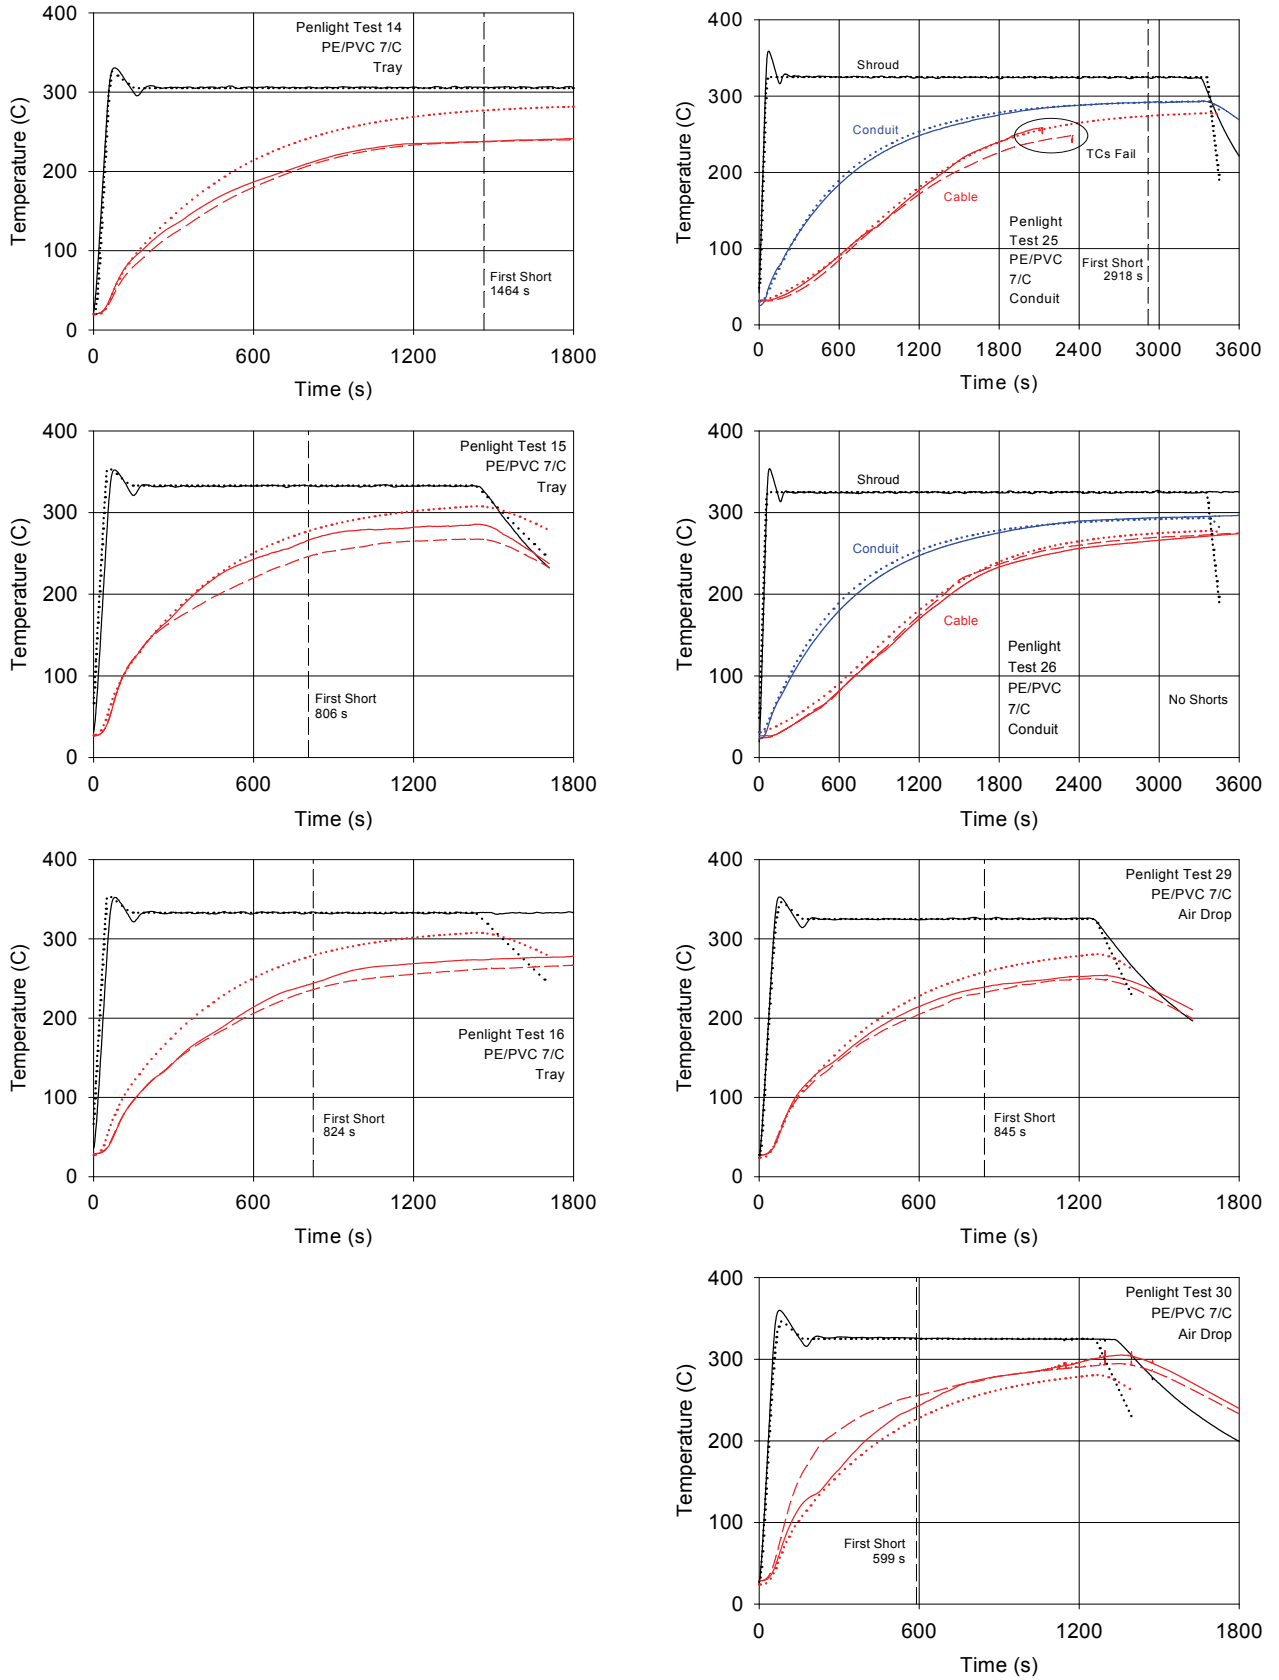 400
300
200
100
0
Temperature (C)
Penlight Test 14
PE/PVC 7/C
Tray
First Short
1464 s
0 600 1200 1800
Time (s)
400
300
200
100
0
Temperature (C)
Shroud
Conduit
TCs Fail
Cable
Penlight
Test 25
PE/PVC
7/C
Conduit
First Short
2918 s
0 600 1200 1800 2400 3000 3600
Time (s)
400
300
200
100
0
Temperature (C)
Penlight Test 15
PE/PVC 7/C
Tray
First Short
806 s
0 600 1200 1800
Time (s)
400
300
200
100
0
Temperature (C)
Shroud
Conduit
Cable
Penlight
Test 26
PE/PVC
7/C
Conduit
No Shorts
0 600 1200 1800 2400 3000 3600
Time (s)
400
300
200
100
0
Temperature (C)
Penlight Test 16
PE/PVC 7/C
Tray
First Short
824 s
0 600 1200 1800
Time (s)
400
300
200
100
0
Temperature (C)
Penlight Test 29
PE/PVC 7/C
Air Drop
First Short
845 s
0 600 1200 1800
Time (s)
400
300
200
100
0
Temperature (C)
Penlight Test 30
PE/PVC 7/C
Air Drop
First Short
599 s
0 600 1200 1800
Time (s)